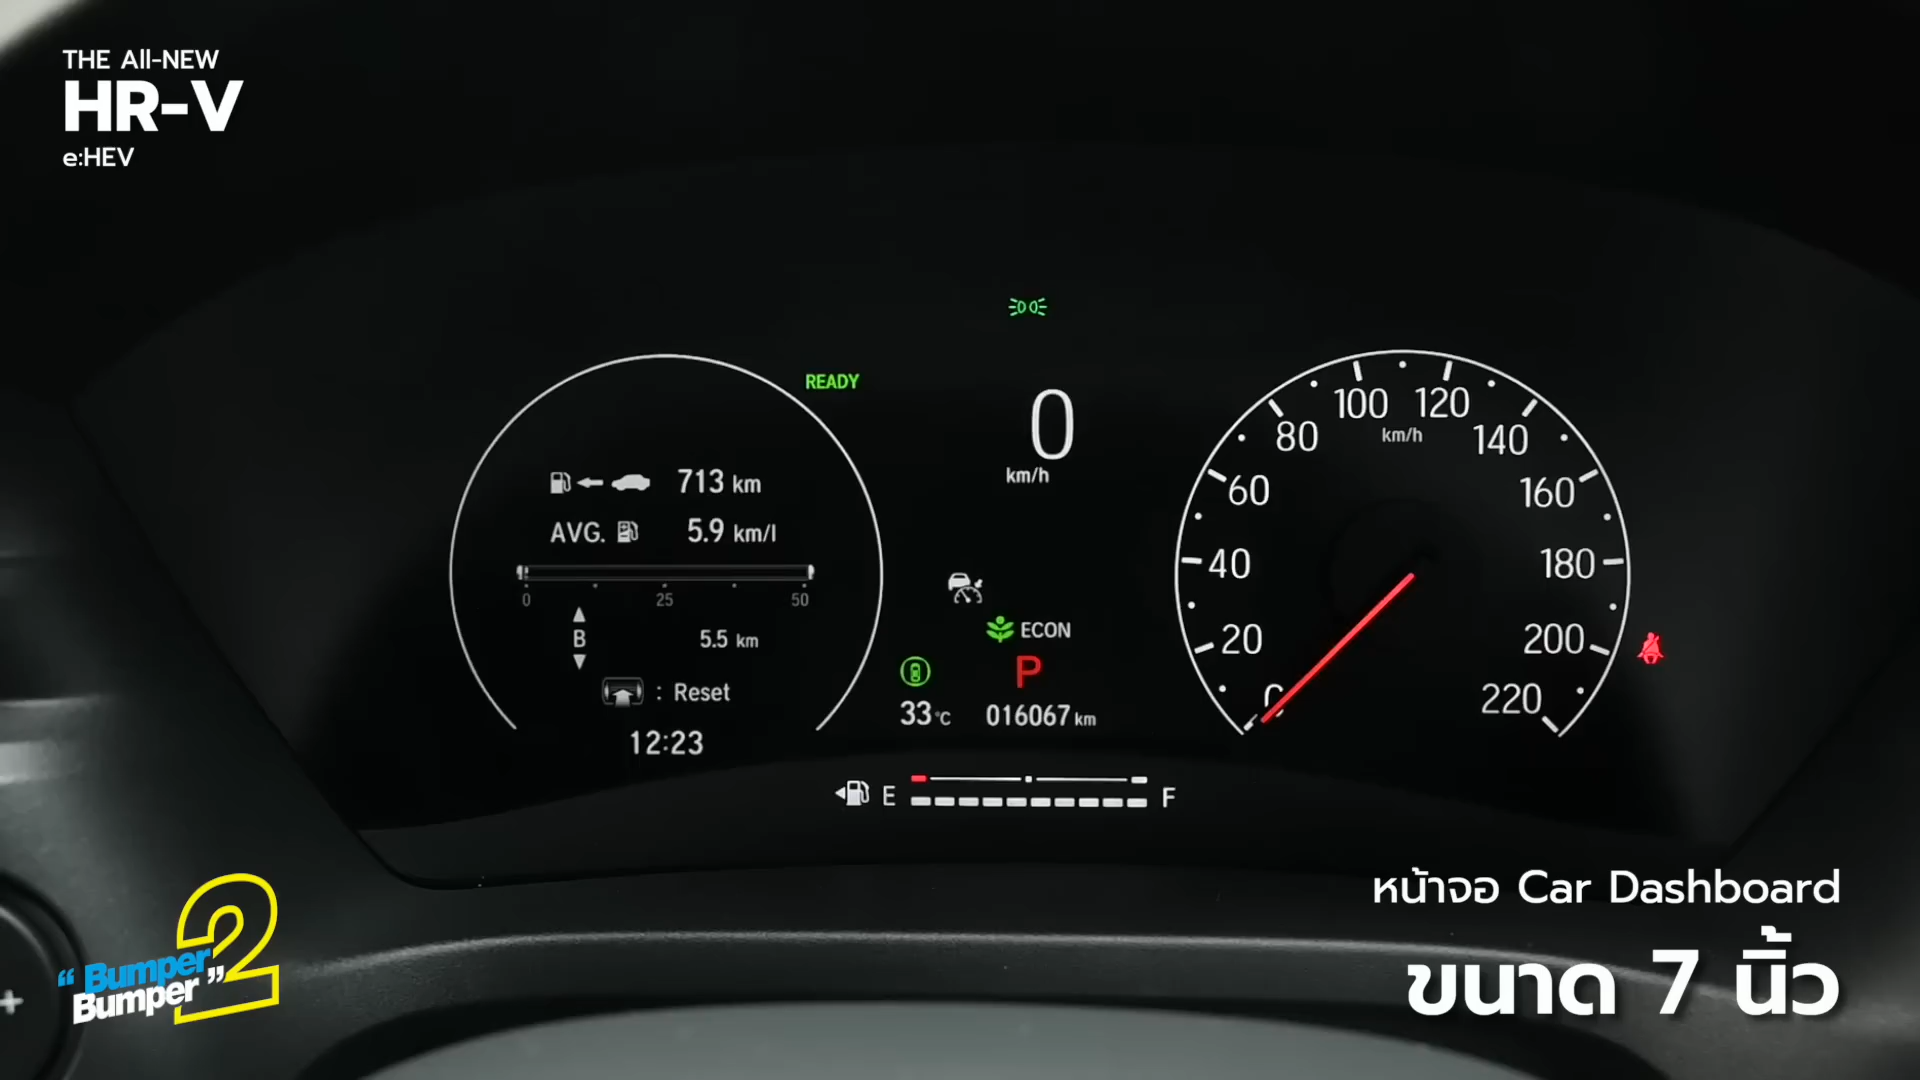 THE All-NEW
HR-V
e:HEV
READY
0
km/h
713 km
AVG. 5.9 km/l
0 25 50
B 5.5 km
: Reset
12:23
ECON
P
33°C 016067 km
E F
0
20
40
60
80
100
120
km/h
140
160
180
200
220
หน้าจอ Car Dashboard
ขนาด 7 นิ้ว
“Bumper
Bumper” 2